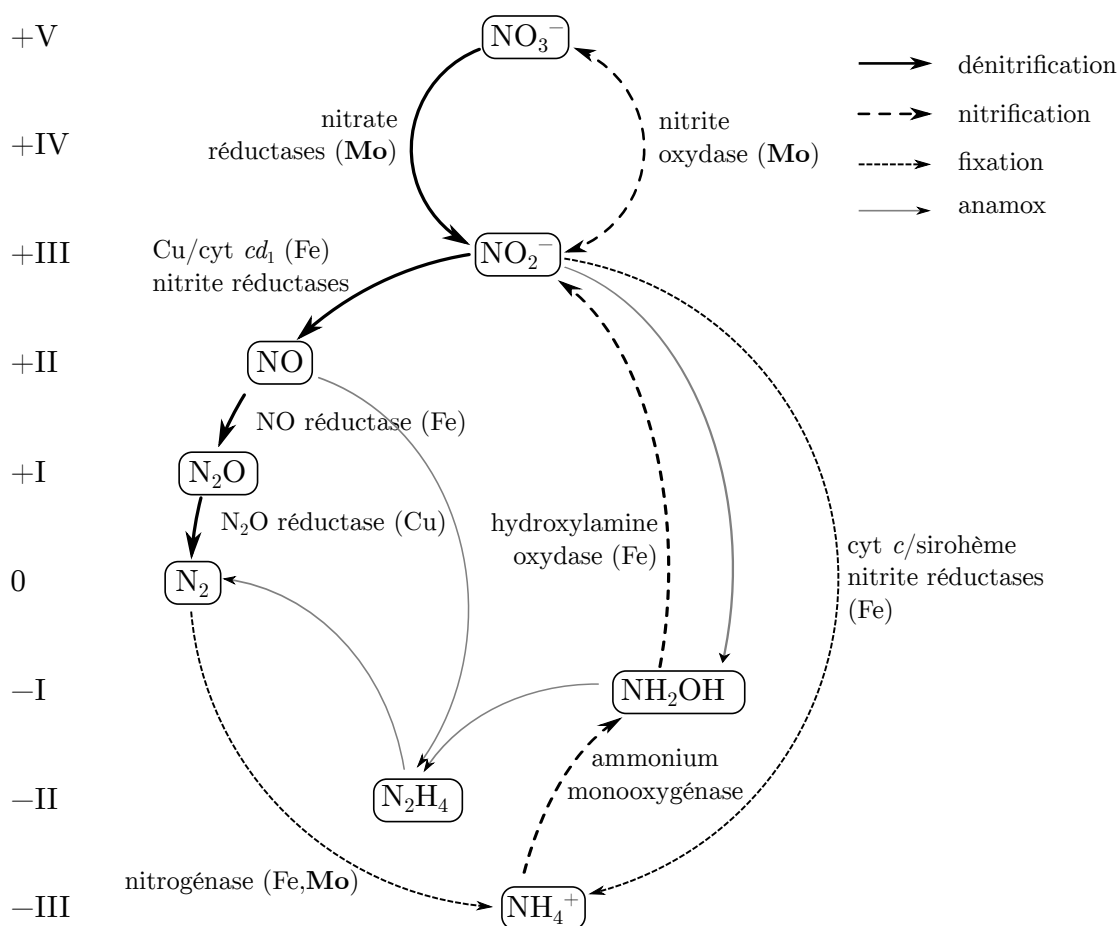 +V
NO₃⁻
dénitrification
nitrification
fixation
anamox
nitrate
réductases (Mo)
+IV
nitrite
oxydase (Mo)
+III
NO₂⁻
Cu/cyt cd₁ (Fe)
nitrite réductases
+II
NO
NO réductase (Fe)
+I
N₂O
N₂O réductase (Cu)
hydroxylamine
oxydase (Fe)
cyt c/sirohème
nitrite réductases
(Fe)
0
N₂
−I
NH₂OH
ammonium
monooxygénase
−II
N₂H₄
nitrogénase (Fe,Mo)
−III
NH₄⁺